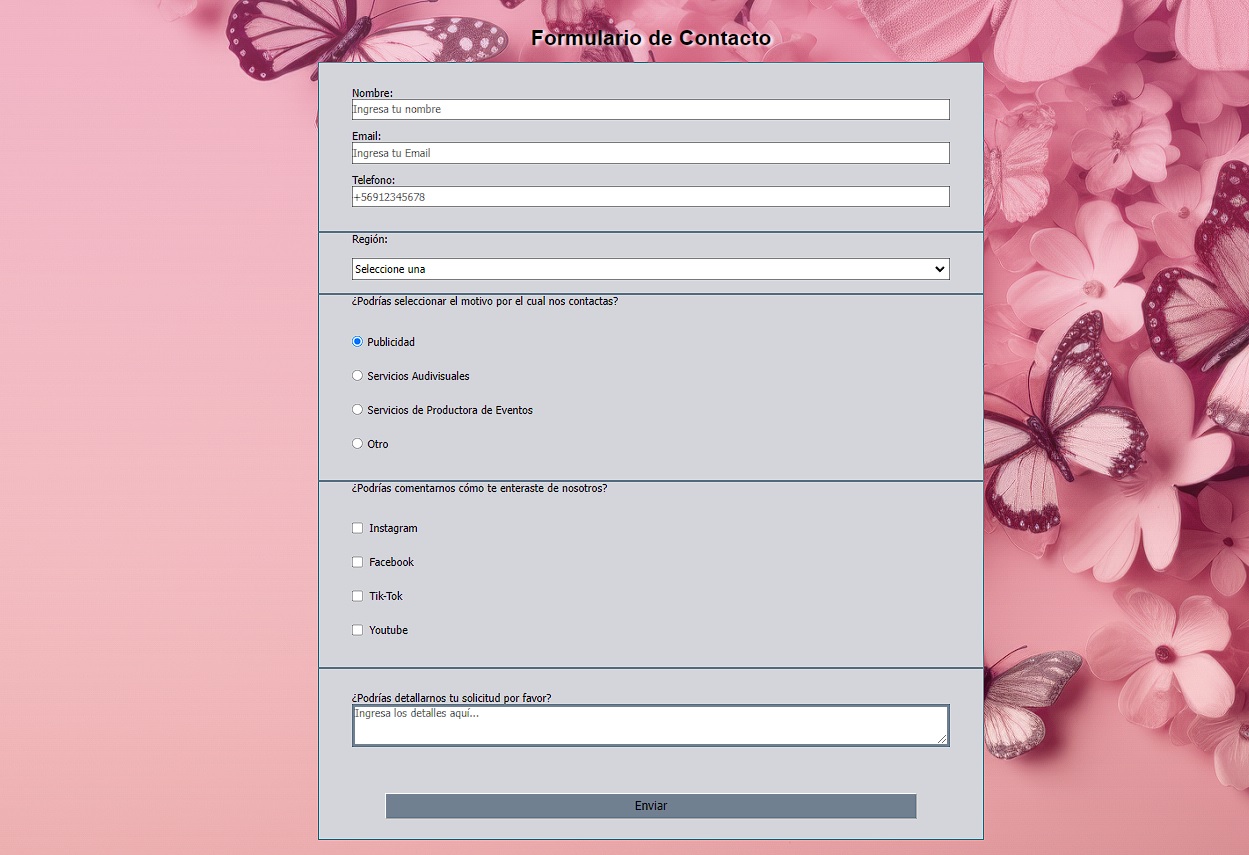 Formulario de Contacto
Nombre:
Ingresa tu nombre
Email:
Ingresa tu Email
Telefono:
+56912345678
Región:
Seleccione una
¿Podrías seleccionar el motivo por el cual nos contactas?
Publicidad
Servicios Audivisuales
Servicios de Productora de Eventos
Otro
¿Podrías comentarnos cómo te enteraste de nosotros?
Instagram
Facebook
Tik-Tok
Youtube
¿Podrías detallarnos tu solicitud por favor?
Ingresa los detalles aquí...
Enviar